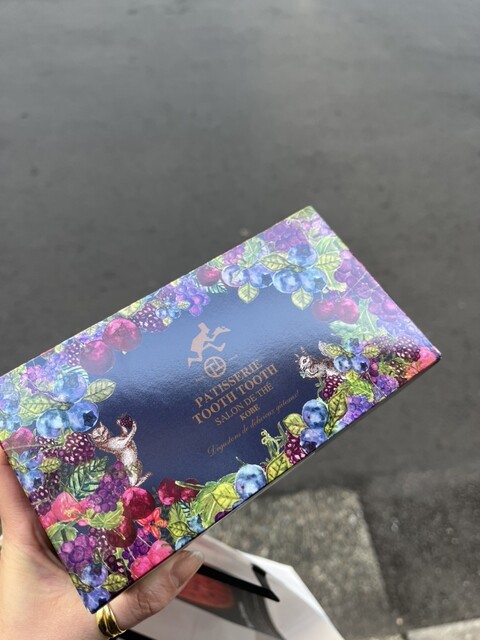 PATISSERIE
TOOTH TOOTH
SALON DE THÉ
KOBE